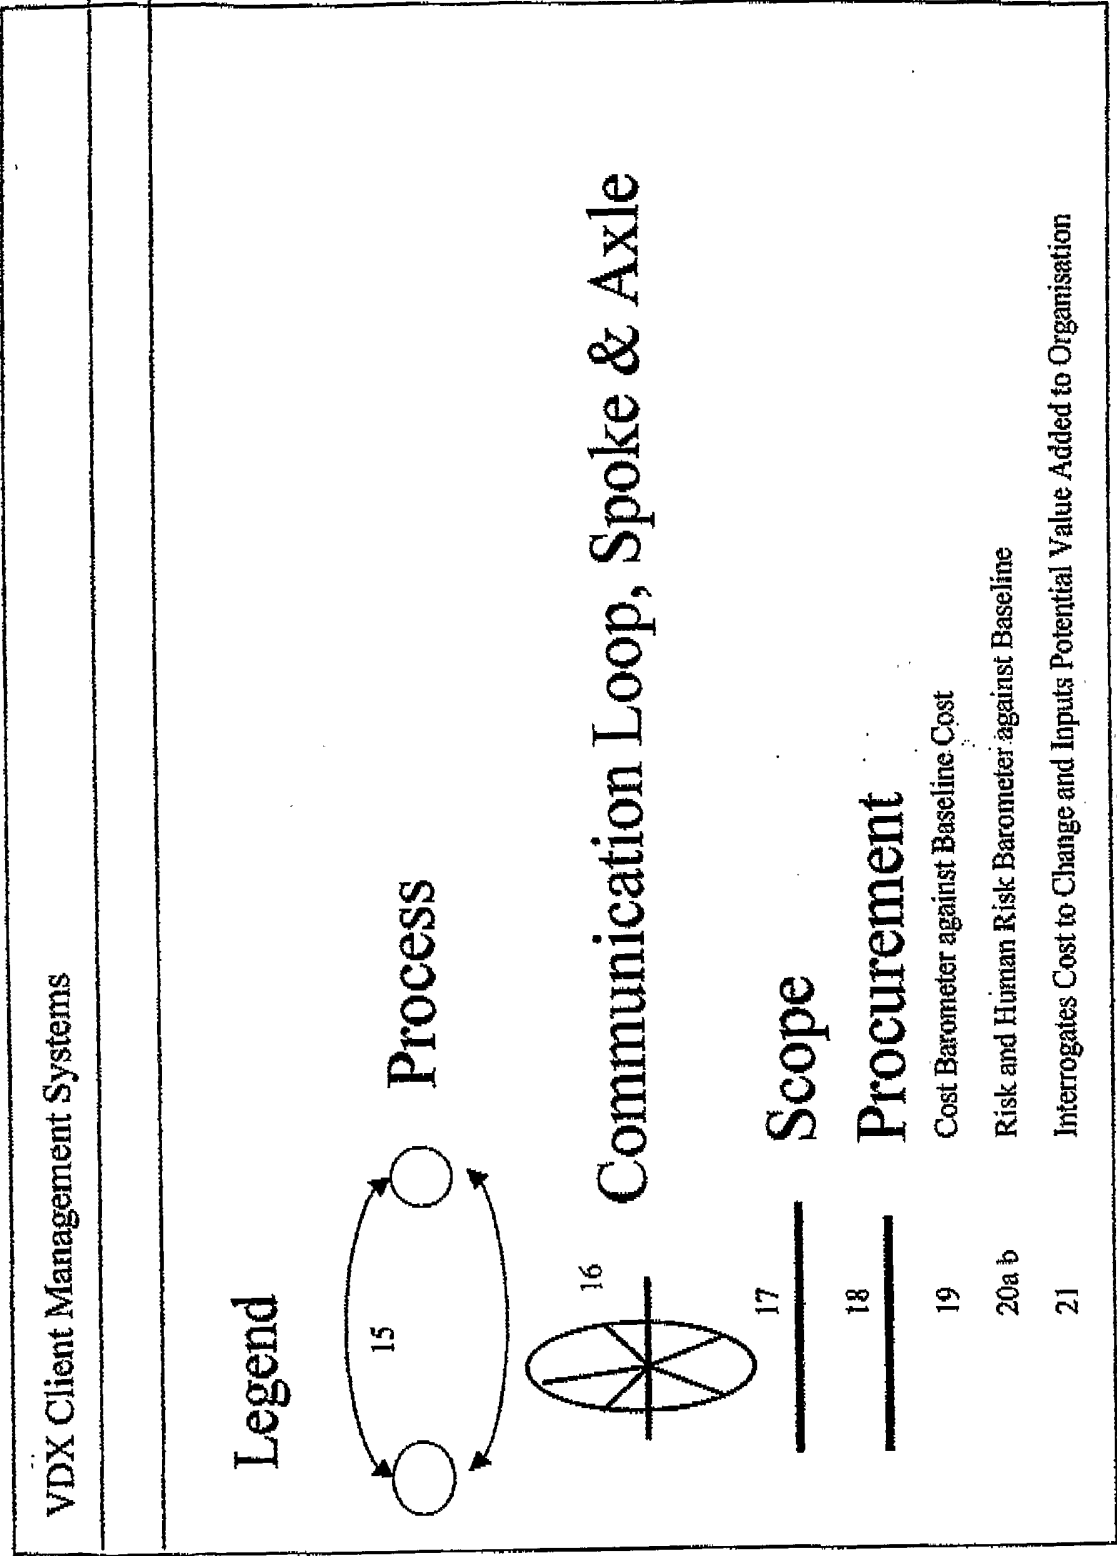 VDX Client Management Systems
Legend
15 Process
16 Communication Loop, Spoke & Axle
17 Scope
18 Procurement
19 Cost Barometer against Baseline Cost
20a b Risk and Human Risk Barometer against Baseline
21 Interrogates Cost to Change and Inputs Potential Value Added to Organisation